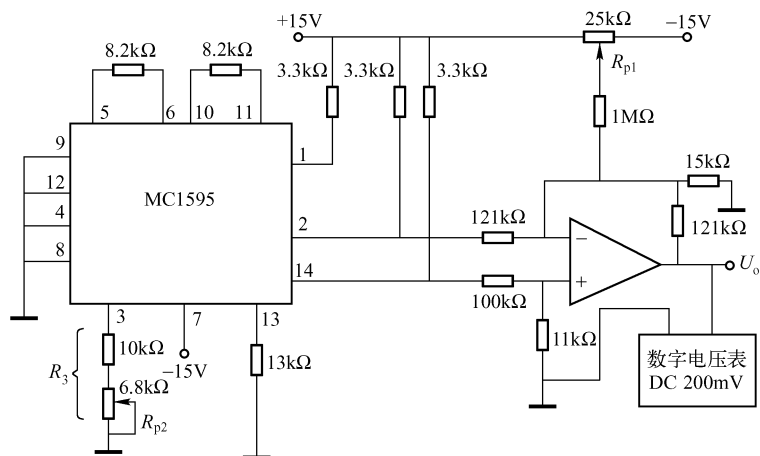 +15V
25kΩ
−15V
8.2kΩ
8.2kΩ
3.3kΩ
3.3kΩ
3.3kΩ
R_p1
5
6
10
11
1MΩ
9
1
12
MC1595
15kΩ
4
2
121kΩ
−
121kΩ
8
14
+
U_o
100kΩ
3
7
13
11kΩ
数字电压表
DC 200mV
R_3
10kΩ
−15V
13kΩ
6.8kΩ
R_p2